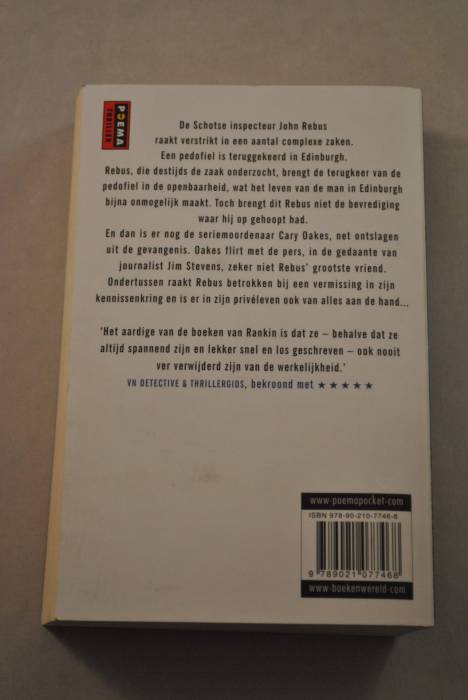 POEMA
THRILLER
De Schotse inspecteur John Rebus
raakt verstrikt in een aantal complexe zaken.
Een pedofiel is teruggekeerd in Edinburgh.
Rebus, die destijds de zaak onderzocht, brengt de terugkeer van de
pedofiel in de openbaarheid, wat het leven van de man in Edinburgh
bijna onmogelijk maakt. Toch brengt dit Rebus niet de bevrediging
waar hij op gehoopt had.
En dan is er nog de seriemoordenaar Cary Oakes, net ontslagen
uit de gevangenis. Oakes flirt met de pers, in de gedaante van
journalist Jim Stevens, zeker niet Rebus' grootste vriend.
Ondertussen raakt Rebus betrokken bij een vermissing in zijn
kennissenkring en is er in zijn privéleven ook van alles aan de hand...
'Het aardige van de boeken van Rankin is dat ze – behalve dat ze
altijd spannend zijn en lekker snel en los geschreven – ook nooit
ver verwijderd zijn van de werkelijkheid.'
VN DETECTIVE & THRILLERGIDS, bekroond met ★★★★★
www.poemapocket.com
ISBN 978-90-210-7746-8
9 789021 077468
www.boekenwereld.com